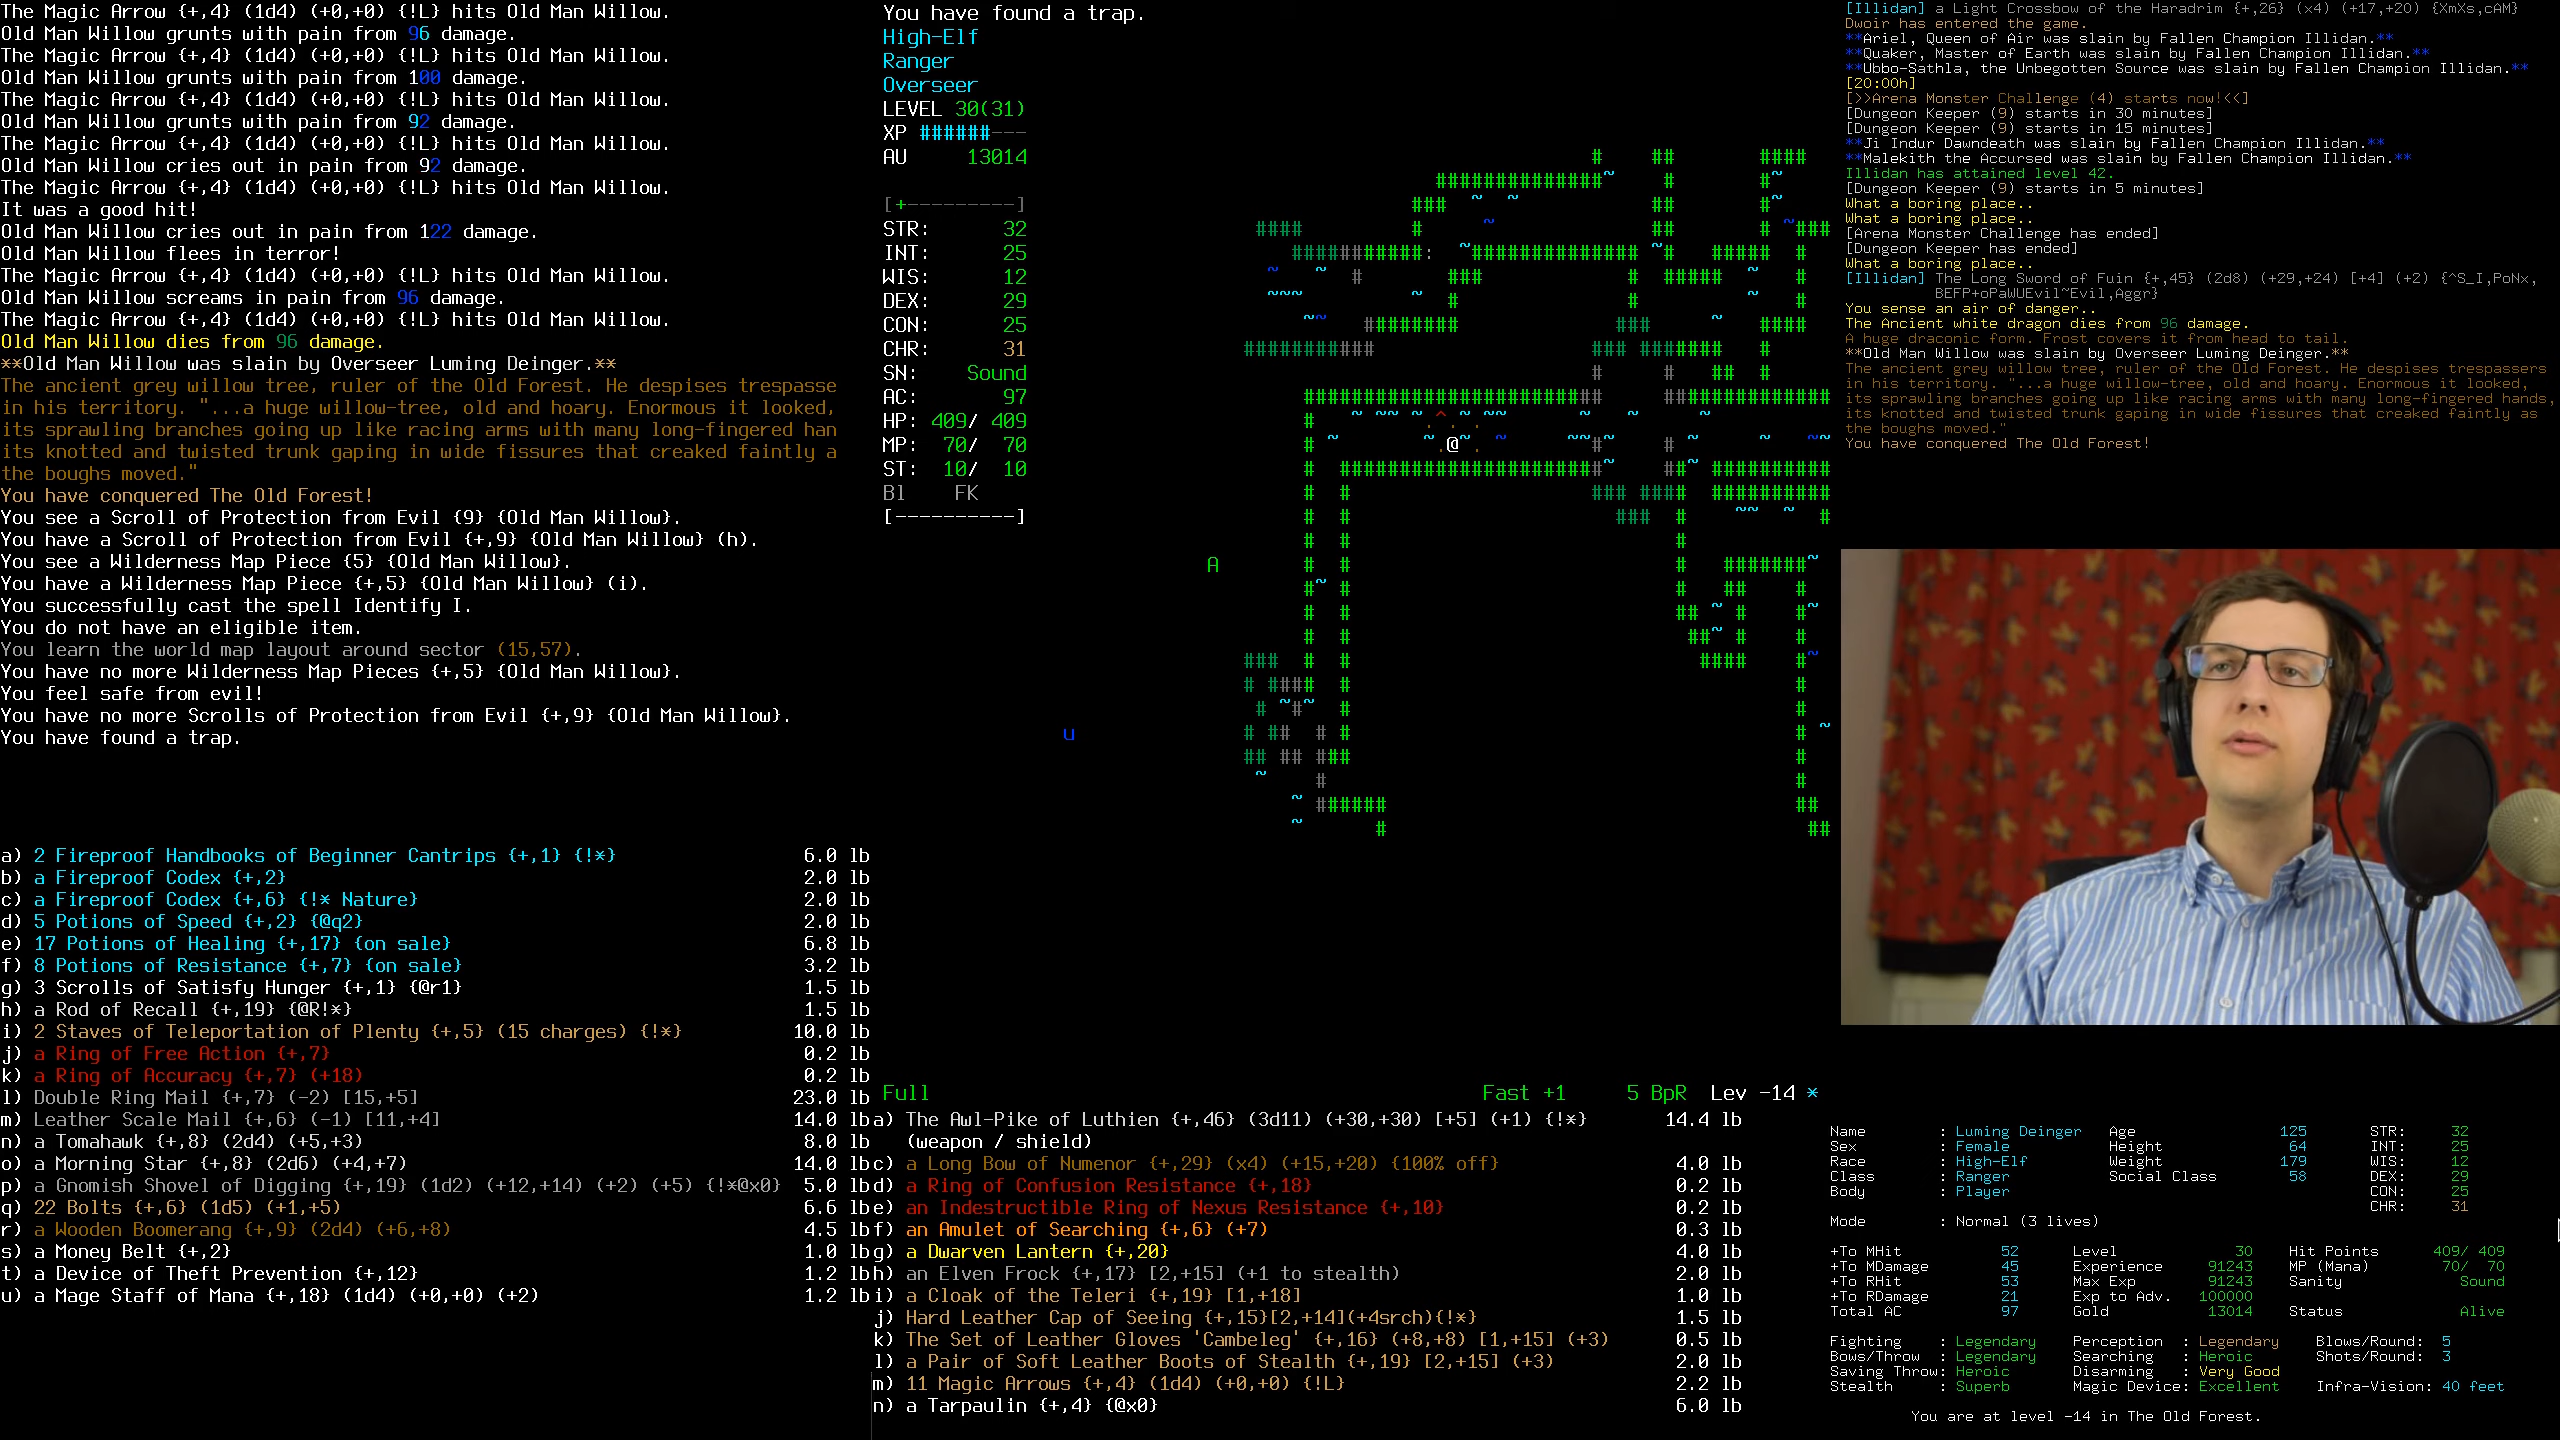 The Magic Arrow {+,4} (1d4) (+0,+0) {!L} hits Old Man Willow.
Old Man Willow grunts with pain from 96 damage.
The Magic Arrow {+,4} (1d4) (+0,+0) {!L} hits Old Man Willow.
Old Man Willow grunts with pain from 100 damage.
The Magic Arrow {+,4} (1d4) (+0,+0) {!L} hits Old Man Willow.
Old Man Willow grunts with pain from 92 damage.
The Magic Arrow {+,4} (1d4) (+0,+0) {!L} hits Old Man Willow.
Old Man Willow cries out in pain from 92 damage.
The Magic Arrow {+,4} (1d4) (+0,+0) {!L} hits Old Man Willow.
It was a good hit!
Old Man Willow cries out in pain from 122 damage.
Old Man Willow flees in terror!
The Magic Arrow {+,4} (1d4) (+0,+0) {!L} hits Old Man Willow.
Old Man Willow screams in pain from 96 damage.
The Magic Arrow {+,4} (1d4) (+0,+0) {!L} hits Old Man Willow.
Old Man Willow dies from 96 damage.
**Old Man Willow was slain by Overseer Luming Deinger.**
The ancient grey willow tree, ruler of the Old Forest. He despises trespasse
in his territory. "...a huge willow-tree, old and hoary. Enormous it looked,
its sprawling branches going up like racing arms with many long-fingered han
its knotted and twisted trunk gaping in wide fissures that creaked faintly a
the boughs moved."
You have conquered The Old Forest!
You see a Scroll of Protection from Evil {9} {Old Man Willow}.
You have a Scroll of Protection from Evil {+,9} {Old Man Willow} (h).
You see a Wilderness Map Piece {5} {Old Man Willow}.
You have a Wilderness Map Piece {+,5} {Old Man Willow} (i).
You successfully cast the spell Identify I.
You do not have an eligible item.
You learn the world map layout around sector (15,57).
You have no more Wilderness Map Pieces {+,5} {Old Man Willow}.
You feel safe from evil!
You have no more Scrolls of Protection from Evil {+,9} {Old Man Willow}.
You have found a trap.
a) 2 Fireproof Handbooks of Beginner Cantrips {+,1} {!*} 6.0 lb
b) a Fireproof Codex {+,2} 2.0 lb
c) a Fireproof Codex {+,6} {!* Nature} 2.0 lb
d) 5 Potions of Speed {+,2} {@q2} 2.0 lb
e) 17 Potions of Healing {+,17} {on sale} 6.8 lb
f) 8 Potions of Resistance {+,7} {on sale} 3.2 lb
g) 3 Scrolls of Satisfy Hunger {+,1} {@r1} 1.5 lb
h) a Rod of Recall {+,19} {@R!*} 1.5 lb
i) 2 Staves of Teleportation of Plenty {+,5} (15 charges) {!*} 10.0 lb
j) a Ring of Free Action {+,7} 0.2 lb
k) a Ring of Accuracy {+,7} (+18) 0.2 lb
l) Double Ring Mail {+,7} (-2) [15,+5] 23.0 lb
m) Leather Scale Mail {+,6} (-1) [11,+4] 14.0 lb
n) a Tomahawk {+,8} (2d4) (+5,+3) 8.0 lb
o) a Morning Star {+,8} (2d6) (+4,+7) 14.0 lb
p) a Gnomish Shovel of Digging {+,19} (1d2) (+12,+14) (+2) (+5) {!*@x0} 5.0 lb
q) 22 Bolts {+,6} (1d5) (+1,+5) 6.6 lb
r) a Wooden Boomerang {+,9} (2d4) (+6,+8) 4.5 lb
s) a Money Belt {+,2} 1.0 lb
t) a Device of Theft Prevention {+,12} 1.2 lb
u) a Mage Staff of Mana {+,18} (1d4) (+0,+0) (+2) 1.2 lb
You have found a trap.
High-Elf
Ranger
Overseer
LEVEL 30(31)
XP ######---
AU 13014
[+---------]
STR: 32
INT: 25
WIS: 12
DEX: 29
CON: 25
CHR: 31
SN: Sound
AC: 97
HP: 409/ 409
MP: 70/ 70
ST: 10/ 10
Bl FK
[----------]
A
u
@
Full Fast +1 5 BpR Lev -14 *
a) The Awl-Pike of Luthien {+,46} (3d11) (+30,+30) [+5] (+1) {!*} 14.4 lb
(weapon / shield)
c) a Long Bow of Numenor {+,29} (x4) (+15,+20) {100% off} 4.0 lb
d) a Ring of Confusion Resistance {+,18} 0.2 lb
e) an Indestructible Ring of Nexus Resistance {+,10} 0.2 lb
f) an Amulet of Searching {+,6} (+7) 0.3 lb
g) a Dwarven Lantern {+,20} 4.0 lb
h) an Elven Frock {+,17} [2,+15] (+1 to stealth) 2.0 lb
i) a Cloak of the Teleri {+,19} [1,+18] 1.0 lb
j) Hard Leather Cap of Seeing {+,15}[2,+14](+4srch){!*} 1.5 lb
k) The Set of Leather Gloves 'Cambeleg' {+,16} (+8,+8) [1,+15] (+3) 0.5 lb
l) a Pair of Soft Leather Boots of Stealth {+,19} [2,+15] (+3) 2.0 lb
m) 11 Magic Arrows {+,4} (1d4) (+0,+0) {!L} 2.2 lb
n) a Tarpaulin {+,4} {@x0} 6.0 lb
[Illidan] a Light Crossbow of the Haradrim {+,26} (x4) (+17,+20) {XmXs,cAM}
Dwoir has entered the game.
**Ariel, Queen of Air was slain by Fallen Champion Illidan.**
**Quaker, Master of Earth was slain by Fallen Champion Illidan.**
**Ubbo-Sathla, the Unbegotten Source was slain by Fallen Champion Illidan.**
[20:00h]
[>>Arena Monster Challenge (4) starts now!<<]
[Dungeon Keeper (9) starts in 30 minutes]
[Dungeon Keeper (9) starts in 15 minutes]
**Ji Indur Dawndeath was slain by Fallen Champion Illidan.**
**Malekith the Accursed was slain by Fallen Champion Illidan.**
Illidan has attained level 42.
[Dungeon Keeper (9) starts in 5 minutes]
What a boring place..
What a boring place..
[Arena Monster Challenge has ended]
[Dungeon Keeper has ended]
What a boring place..
[Illidan] The Long Sword of Fuin {+,45} (2d8) (+29,+24) [+4] (+2) {^S_I,PoNx,
BEFP+oPaWUEvil~Evil,Aggr}
You sense an air of danger..
The Ancient white dragon dies from 96 damage.
A huge draconic form. Frost covers it from head to tail.
**Old Man Willow was slain by Overseer Luming Deinger.**
The ancient grey willow tree, ruler of the Old Forest. He despises trespassers
in his territory. "...a huge willow-tree, old and hoary. Enormous it looked,
its sprawling branches going up like racing arms with many long-fingered hands,
its knotted and twisted trunk gaping in wide fissures that creaked faintly as
the boughs moved."
You have conquered The Old Forest!
Name : Luming Deinger Age 125 STR: 32
Sex : Female Height 64 INT: 25
Race : High-Elf Weight 179 WIS: 12
Class : Ranger Social Class 58 DEX: 29
Body : Player CON: 25
CHR: 31
Mode : Normal (3 lives)
+To MHit 52 Level 30 Hit Points 409/ 409
+To MDamage 45 Experience 91243 MP (Mana) 70/ 70
+To RHit 53 Max Exp 91243 Sanity Sound
+To RDamage 21 Exp to Adv. 100000
Total AC 97 Gold 13014 Status Alive
Fighting : Legendary Perception : Legendary Blows/Round: 5
Bows/Throw : Legendary Searching : Heroic Shots/Round: 3
Saving Throw: Heroic Disarming : Very Good
Stealth : Superb Magic Device: Excellent Infra-Vision: 40 feet
You are at level -14 in The Old Forest.